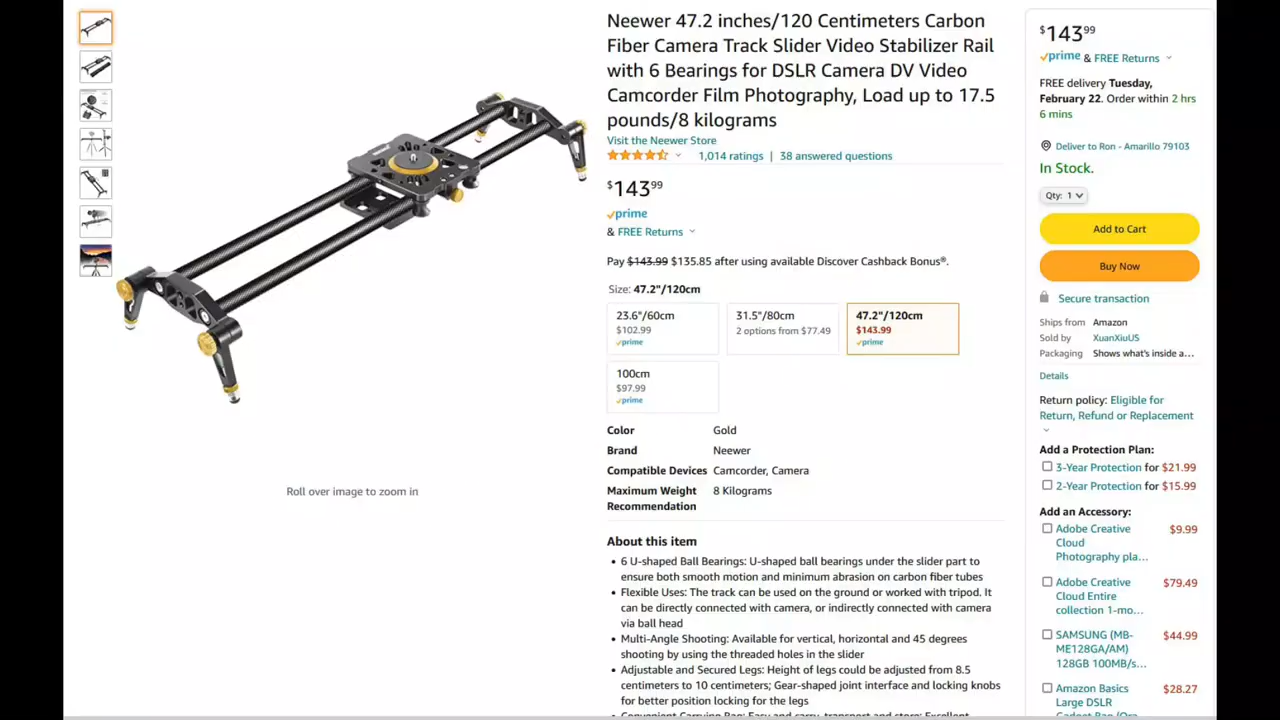 Neewer 47.2 inches/120 Centimeters Carbon
Fiber Camera Track Slider Video Stabilizer Rail
with 6 Bearings for DSLR Camera DV Video
Camcorder Film Photography, Load up to 17.5
pounds/8 kilograms
Visit the Neewer Store
1,014 ratings | 38 answered questions
$143.99
prime
& FREE Returns
Pay $143.99 $135.85 after using available Discover Cashback Bonus®.
Size: 47.2"/120cm
23.6"/60cm
$102.99
prime
31.5"/80cm
2 options from $77.49
47.2"/120cm
$143.99
prime
100cm
$97.99
prime
Color Gold
Brand Neewer
Compatible Devices Camcorder, Camera
Maximum Weight 8 Kilograms
Recommendation
About this item
• 6 U-shaped Ball Bearings: U-shaped ball bearings under the slider part to
ensure both smooth motion and minimum abrasion on carbon fiber tubes
• Flexible Uses: The track can be used on the ground or worked with tripod. It
can be directly connected with camera, or indirectly connected with camera
via ball head
• Multi-Angle Shooting: Available for vertical, horizontal and 45 degrees
shooting by using the threaded holes in the slider
• Adjustable and Secured Legs: Height of legs could be adjusted from 8.5
centimeters to 10 centimeters; Gear-shaped joint interface and locking knobs
for better position locking for the legs
• Convenient Carrying Bag: Easy and carry, transport and store; Excellent
Roll over image to zoom in
$143.99
prime & FREE Returns
FREE delivery Tuesday,
February 22. Order within 2 hrs
6 mins
Deliver to Ron - Amarillo 79103
In Stock.
Qty: 1
Add to Cart
Buy Now
Secure transaction
Ships from Amazon
Sold by XuanXiuUS
Packaging Shows what's inside a...
Details
Return policy: Eligible for
Return, Refund or Replacement
Add a Protection Plan:
3-Year Protection for $21.99
2-Year Protection for $15.99
Add an Accessory:
Adobe Creative $9.99
Cloud
Photography pla...
Adobe Creative $79.49
Cloud Entire
collection 1-mo...
SAMSUNG (MB- $44.99
ME128GA/AM)
128GB 100MB/s...
Amazon Basics $28.27
Large DSLR
Gadget Bag (Ora